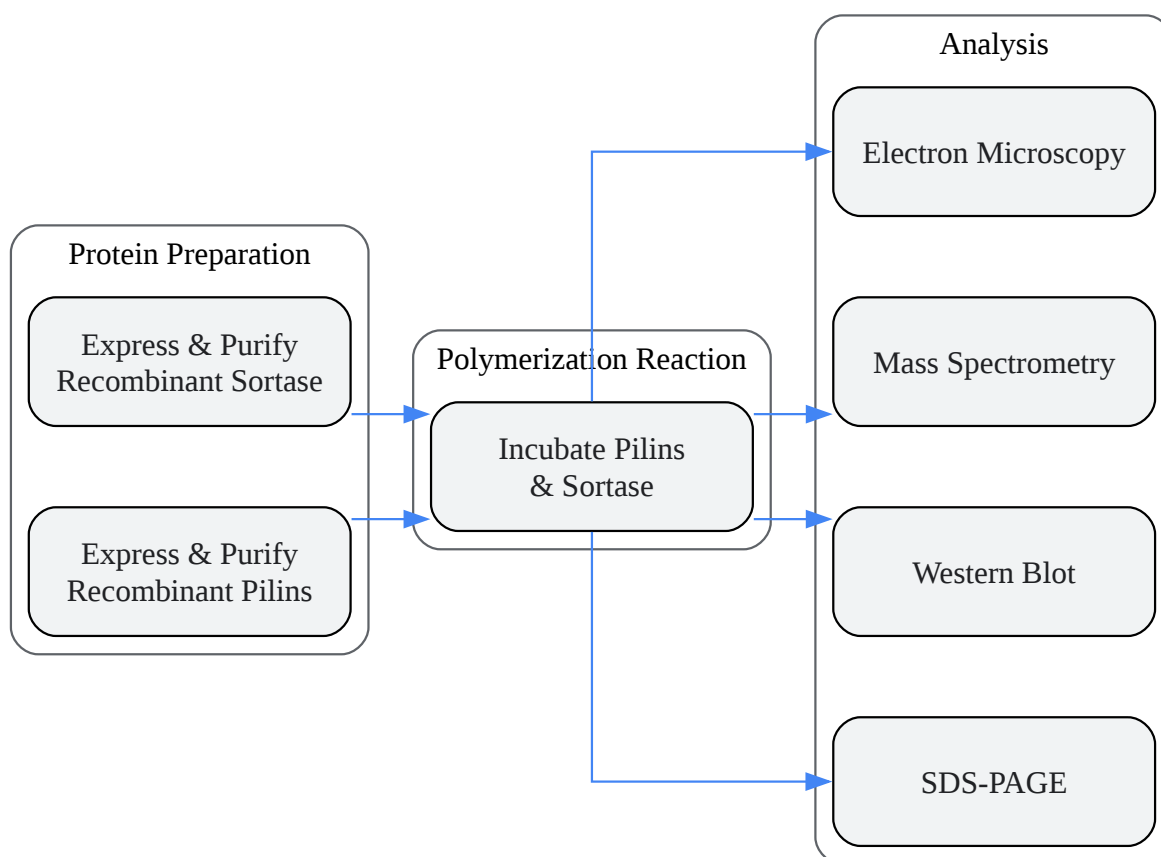 Protein Preparation
Express & Purify
Recombinant Sortase
Express & Purify
Recombinant Pilins
Polymerization Reaction
Incubate Pilins
& Sortase
Analysis
Electron Microscopy
Mass Spectrometry
Western Blot
SDS-PAGE